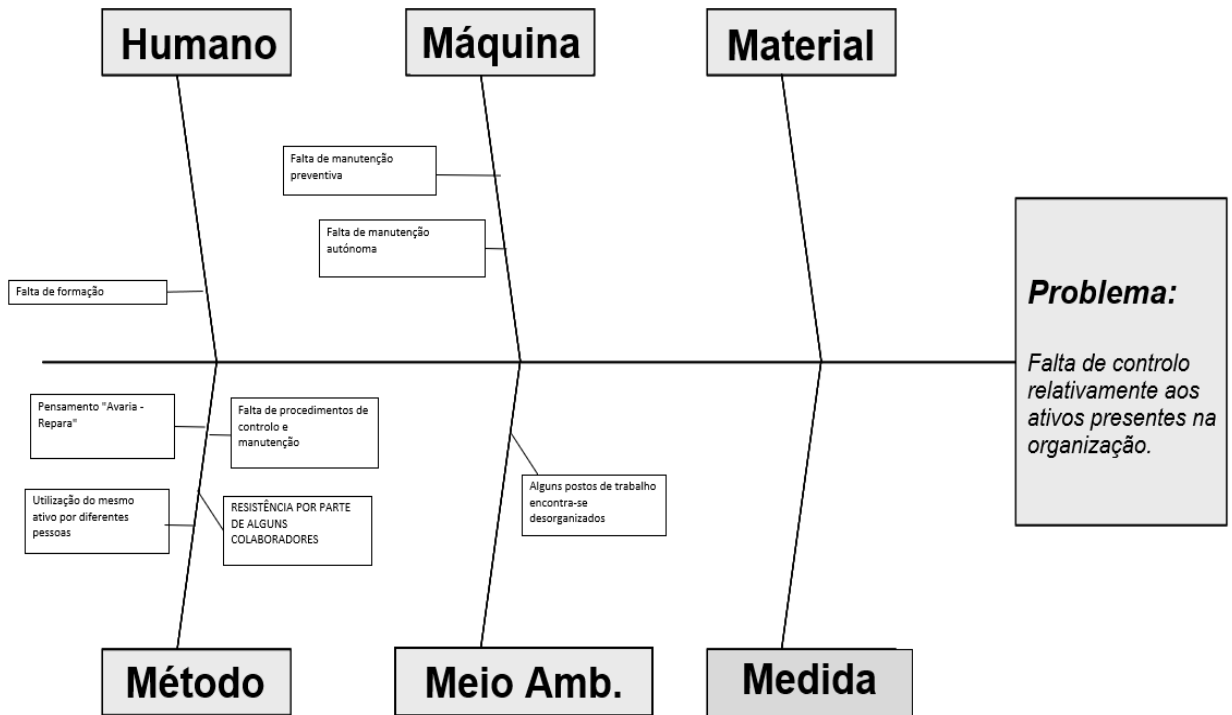 Humano
Máquina
Material
Falta de manutenção
preventiva
Falta de manutenção
autónoma
Falta de formação
Problema:
Falta de controlo
relativamente aos
ativos presentes na
organização.
Pensamento "Avaria -
Repara"
Falta de procedimentos de
controlo e
manutenção
Utilização do mesmo
ativo por diferentes
pessoas
RESISTÊNCIA POR PARTE
DE ALGUNS
COLABORADORES
Alguns postos de trabalho
encontra-se
desorganizados
Método
Meio Amb.
Medida